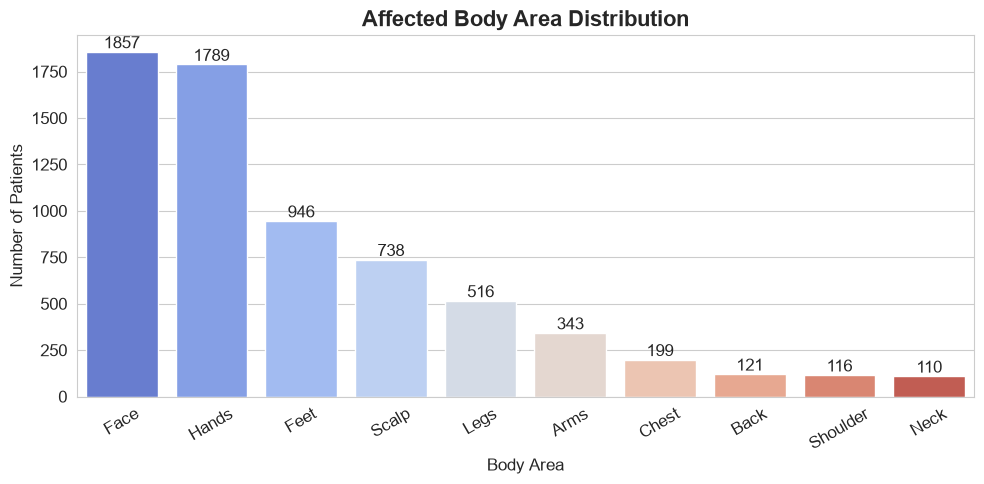 Affected Body Area Distribution
Number of Patients
1750
1500
1250
1000
750
500
250
0
1857
1789
946
738
516
343
199
121
116
110
Face
Hands
Feet
Scalp
Legs
Arms
Chest
Back
Shoulder
Neck
Body Area